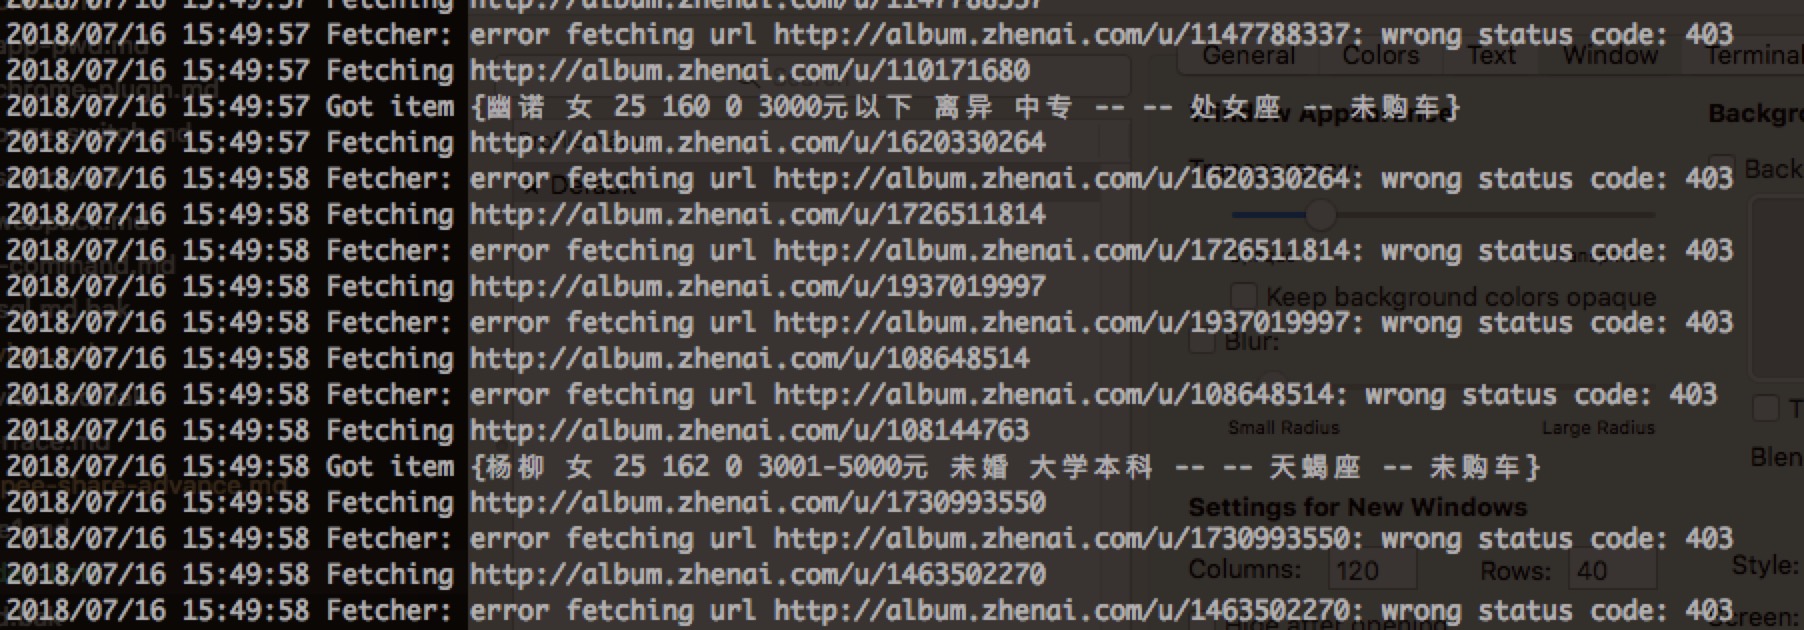 2018/07/16 15:49:57 Fetching http://album.zhenai.com/u/1147788337
2018/07/16 15:49:57 Fetcher: error fetching url http://album.zhenai.com/u/1147788337: wrong status code: 403
2018/07/16 15:49:57 Fetching http://album.zhenai.com/u/110171680
2018/07/16 15:49:57 Got item {幽诺 女 25 160 0 3000元以下 离异 中专 -- -- 处女座 -- 未购车}
2018/07/16 15:49:57 Fetching http://album.zhenai.com/u/1620330264
2018/07/16 15:49:58 Fetcher: error fetching url http://album.zhenai.com/u/1620330264: wrong status code: 403
2018/07/16 15:49:58 Fetching http://album.zhenai.com/u/1726511814
2018/07/16 15:49:58 Fetcher: error fetching url http://album.zhenai.com/u/1726511814: wrong status code: 403
2018/07/16 15:49:58 Fetching http://album.zhenai.com/u/1937019997
2018/07/16 15:49:58 Fetcher: error fetching url http://album.zhenai.com/u/1937019997: wrong status code: 403
2018/07/16 15:49:58 Fetching http://album.zhenai.com/u/108648514
2018/07/16 15:49:58 Fetcher: error fetching url http://album.zhenai.com/u/108648514: wrong status code: 403
2018/07/16 15:49:58 Fetching http://album.zhenai.com/u/108144763
2018/07/16 15:49:58 Got item {杨柳 女 25 162 0 3001-5000元 未婚 大学本科 -- -- 天蝎座 -- 未购车}
2018/07/16 15:49:58 Fetching http://album.zhenai.com/u/1730993550
2018/07/16 15:49:58 Fetcher: error fetching url http://album.zhenai.com/u/1730993550: wrong status code: 403
2018/07/16 15:49:58 Fetching http://album.zhenai.com/u/1463502270
2018/07/16 15:49:58 Fetcher: error fetching url http://album.zhenai.com/u/1463502270: wrong status code: 403
General Colors Text Window Terminal
Window Appearance
Transparency:
Keep background colors opaque
Blur:
Small Radius Large Radius
Settings for New Windows
Columns: 120 Rows: 40
Style:
Screen:
Hide after opening
Default